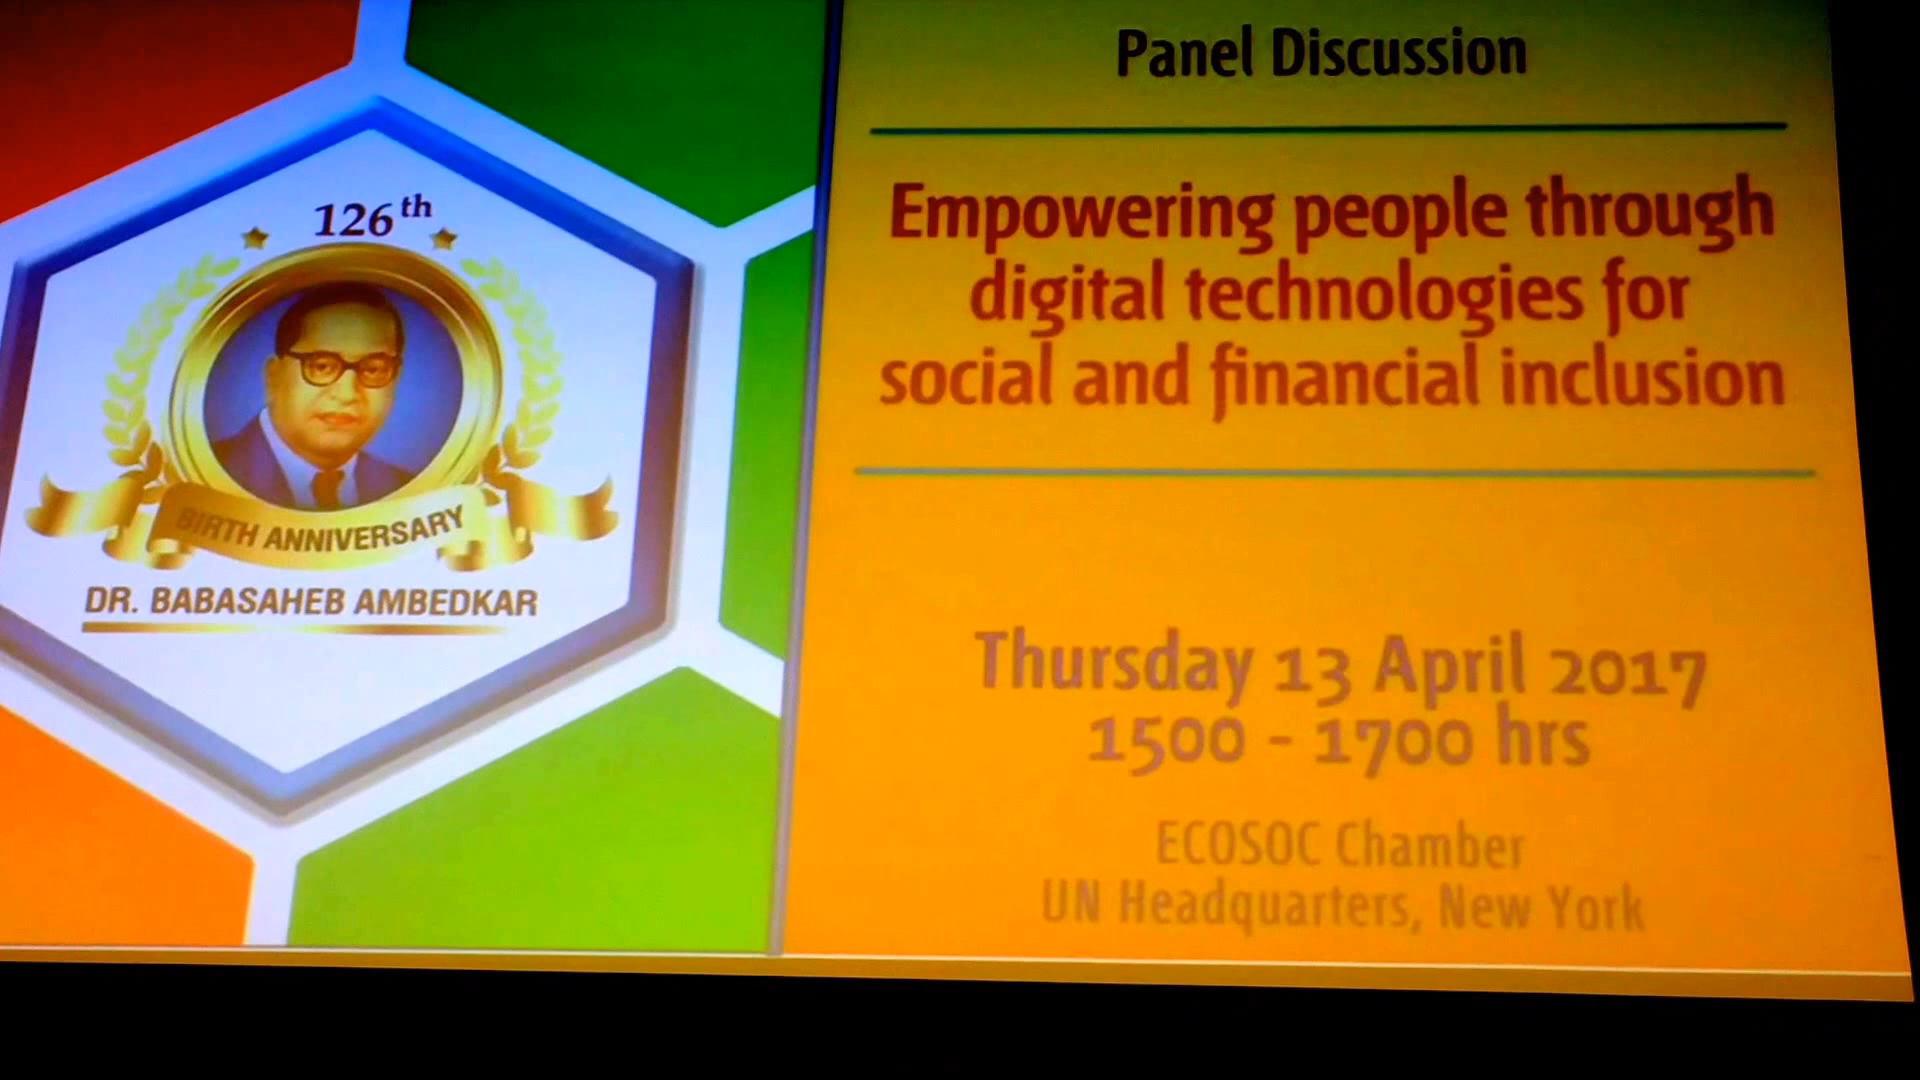 126th
BIRTH ANNIVERSARY
DR. BABASAHEB AMBEDKAR
Panel Discussion
Empowering people through
digital technologies for
social and financial inclusion
Thursday 13 April 2017
1500 - 1700 hrs
ECOSOC Chamber
UN Headquarters, New York